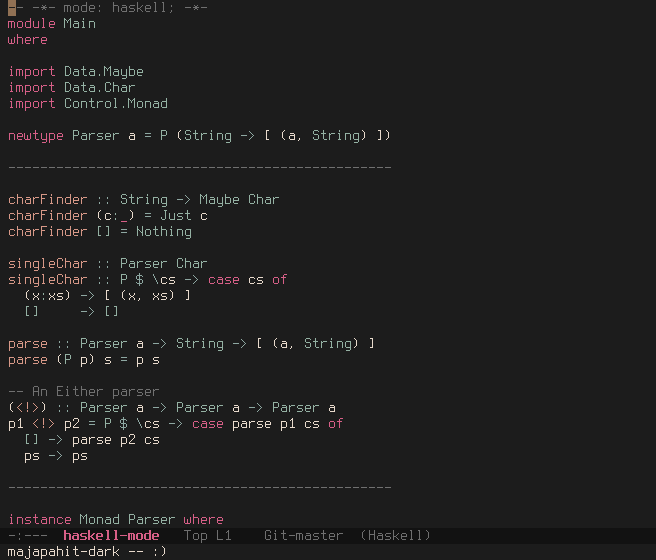 -- -*- mode: haskell; -*-
module Main
where

import Data.Maybe
import Data.Char
import Control.Monad

newtype Parser a = P (String -> [ (a, String) ])

------------------------------------------------

charFinder :: String -> Maybe Char
charFinder (c:_) = Just c
charFinder [] = Nothing

singleChar :: Parser Char
singleChar :: P $ \cs -> case cs of
  (x:xs) -> [ (x, xs) ]
  []     -> []

parse :: Parser a -> String -> [ (a, String) ]
parse (P p) s = p s

-- An Either parser
(<!>) :: Parser a -> Parser a -> Parser a
p1 <!> p2 = P $ \cs -> case parse p1 cs of
  [] -> parse p2 cs
  ps -> ps

------------------------------------------------

instance Monad Parser where
-:---  haskell-mode   Top L1    Git-master  (Haskell)
majapahit-dark -- :)